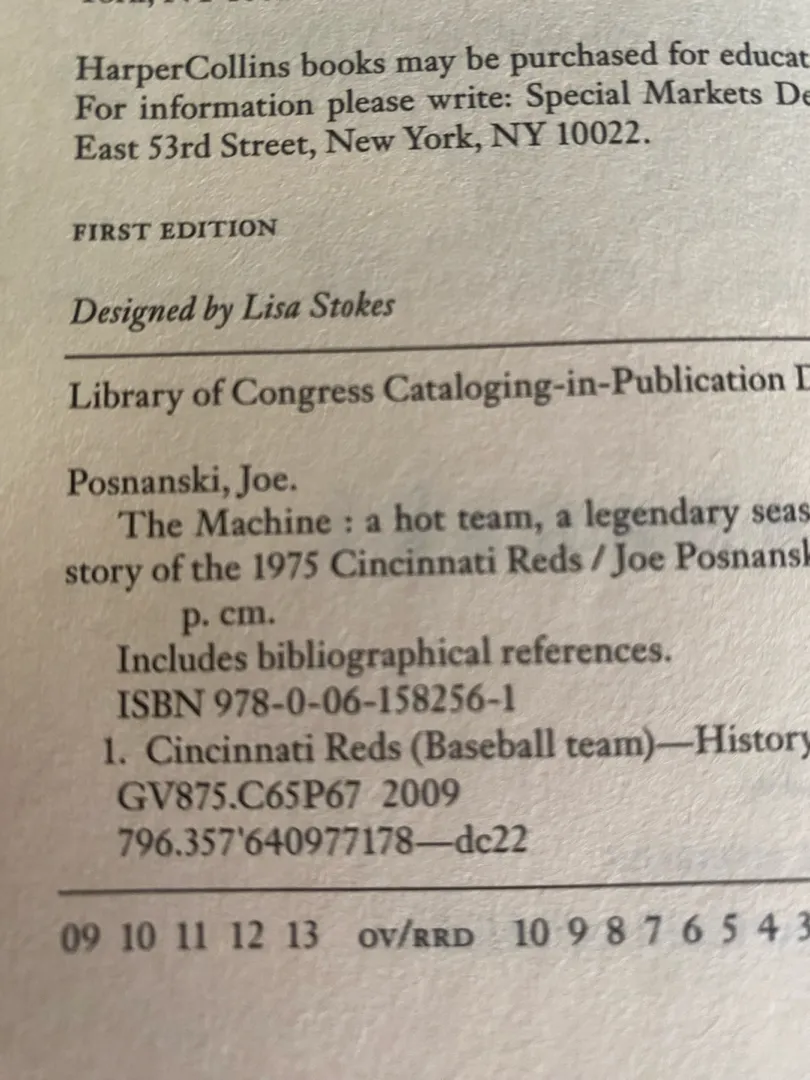 HarperCollins books may be purchased for educat
For information please write: Special Markets De
East 53rd Street, New York, NY 10022.
FIRST EDITION
Designed by Lisa Stokes
Library of Congress Cataloging-in-Publication D
Posnanski, Joe.
The Machine : a hot team, a legendary seas
story of the 1975 Cincinnati Reds / Joe Posnansk
p. cm.
Includes bibliographical references.
ISBN 978-0-06-158256-1
1. Cincinnati Reds (Baseball team)—History
GV875.C65P67 2009
796.357'640977178—dc22
09 10 11 12 13 OV/RRD 10 9 8 7 6 5 4 3